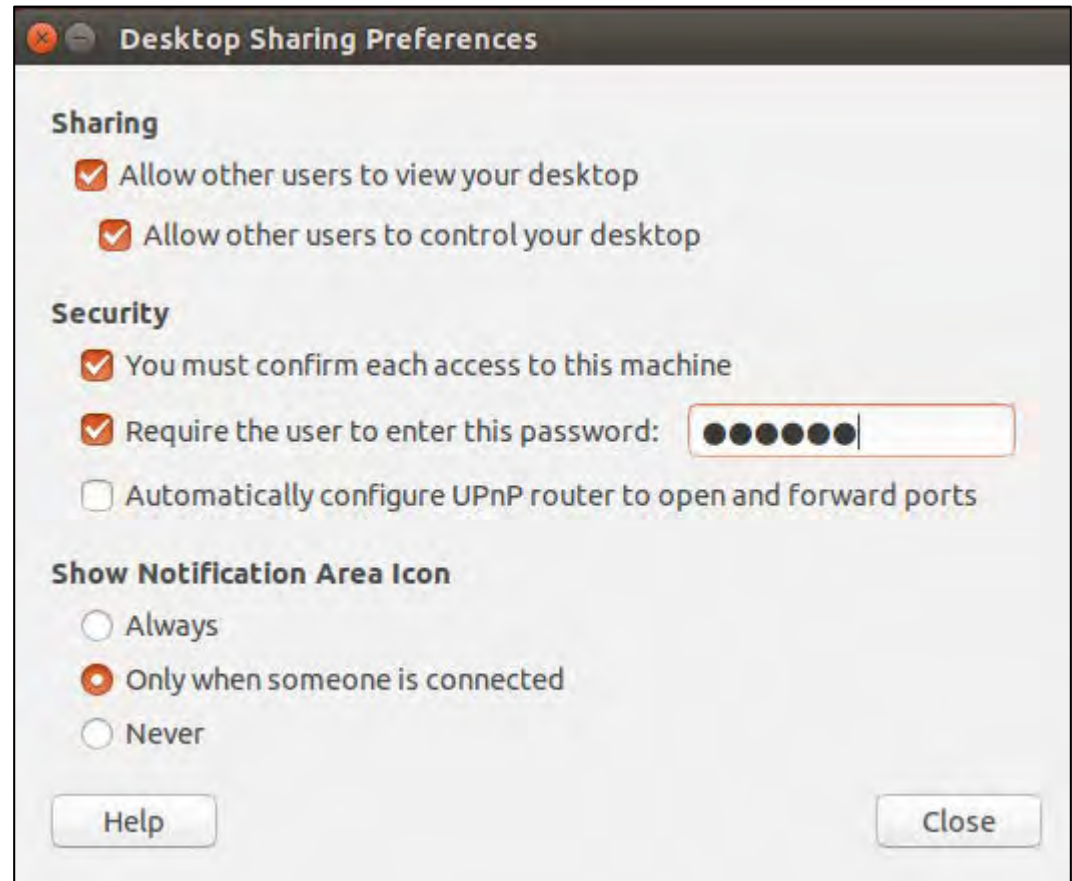 Desktop Sharing Preferences
Sharing
Allow other users to view your desktop
Allow other users to control your desktop
Security
You must confirm each access to this machine
Require the user to enter this password: ●●●●●●
Automatically configure UPnP router to open and forward ports
Show Notification Area Icon
Always
Only when someone is connected
Never
Help Close